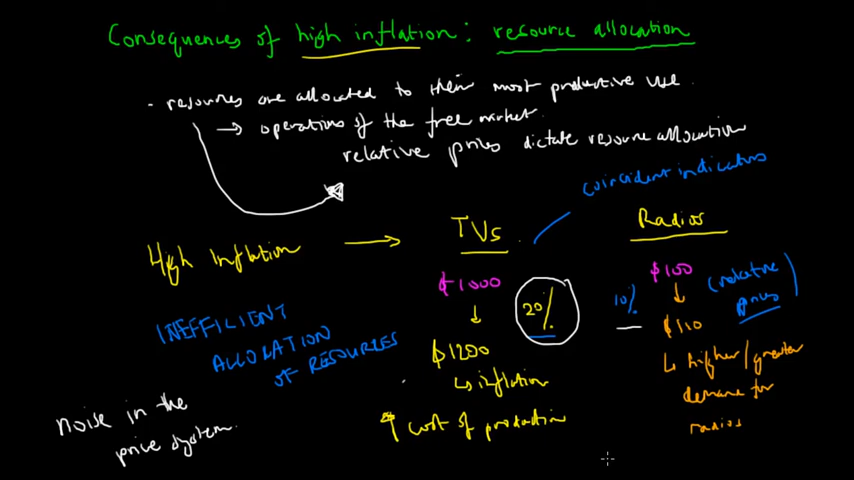 Consequences of high inflation: resource allocation
- resources are allocated to their most productive use
→ operations of the free market.
relative prices dictate resource allocation
coincident indicators
TVs
Radios
High Inflation →
$1000
20%
$100
10%
(relative prices)
↓
↓
$1200
$110
INEFFICIENT
ALLOCATION
OF RESOURCES
↳ inflation
↳ higher/greater
demand for
radios
↑ cost of production
noise in the
price system.